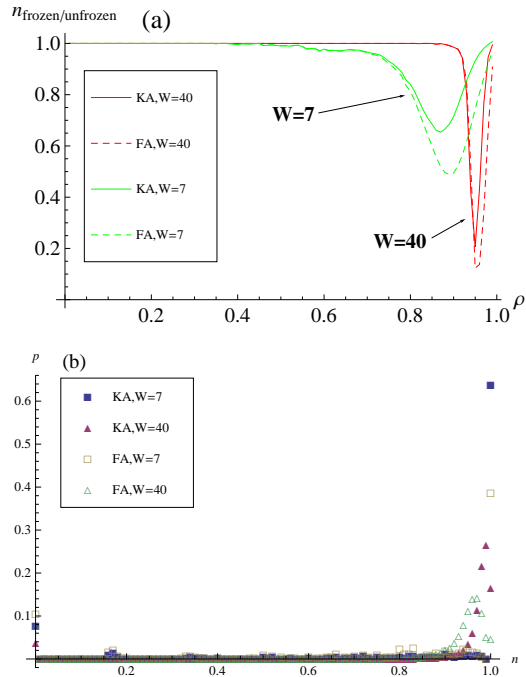 n frozen/unfrozen
(a)
1.0
0.8
0.6
0.4
0.2
KA,W=40
FA,W=40
KA,W=7
FA,W=7
W=7
W=40
0.2 0.4 0.6 0.8 1.0
ρ
(b)
p
0.6
0.5
0.4
0.3
0.2
0.1
KA,W=7
KA,W=40
FA,W=7
FA,W=40
0.2 0.4 0.6 0.8 1.0
n